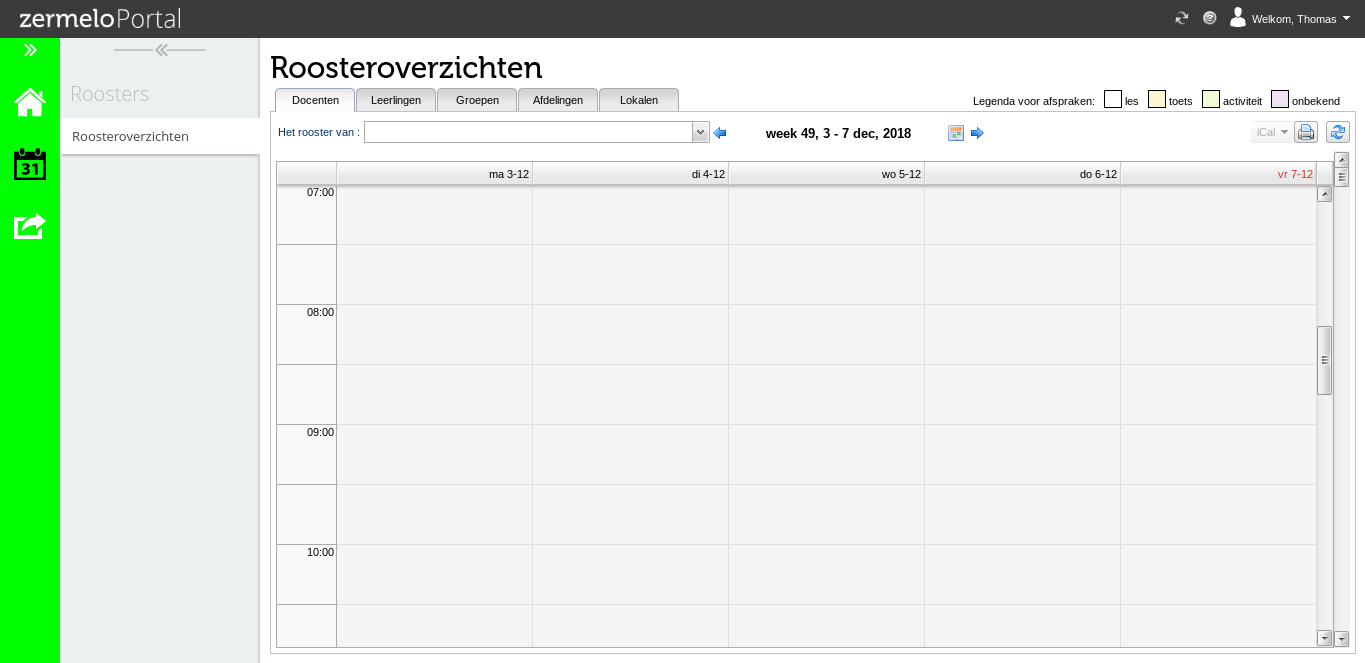 zermeloPortal
Welkom, Thomas
Roosters
Roosteroverzichten
31
Roosteroverzichten
Docenten Leerlingen Groepen Afdelingen Lokalen
Legenda voor afspraken: les toets activiteit onbekend
Het rooster van : week 49, 3 - 7 dec, 2018 iCal
ma 3-12 di 4-12 wo 5-12 do 6-12 vr 7-12
07:00
08:00
09:00
10:00